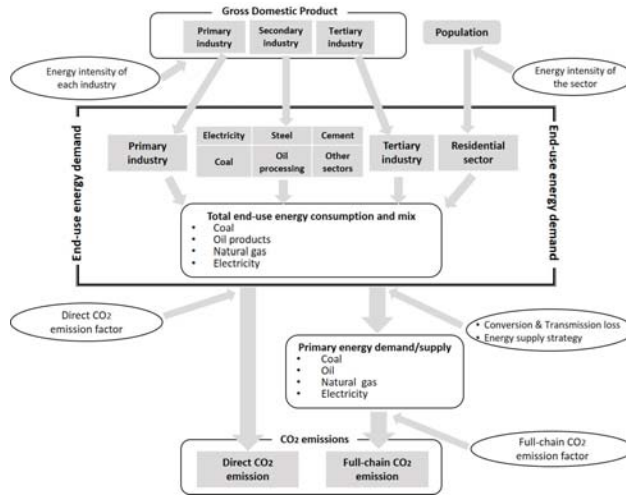 Gross Domestic Product
Primary industry
Secondary industry
Tertiary industry
Population
Energy intensity of
each industry
Energy intensity of
the sector
End-use energy demand
End-use energy demand
Primary
industry
Electricity
Steel
Cement
Coal
Oil
processing
Other
sectors
Tertiary
industry
Residential
sector
Total end-use energy consumption and mix
• Coal
• Oil products
• Natural gas
• Electricity
Direct CO2
emission factor
• Conversion & Transmission loss
• Energy supply strategy
Primary energy demand/supply
• Coal
• Oil
• Natural gas
• Electricity
Full-chain CO2
emission factor
CO2 emissions
Direct CO2
emission
Full-chain CO2
emission